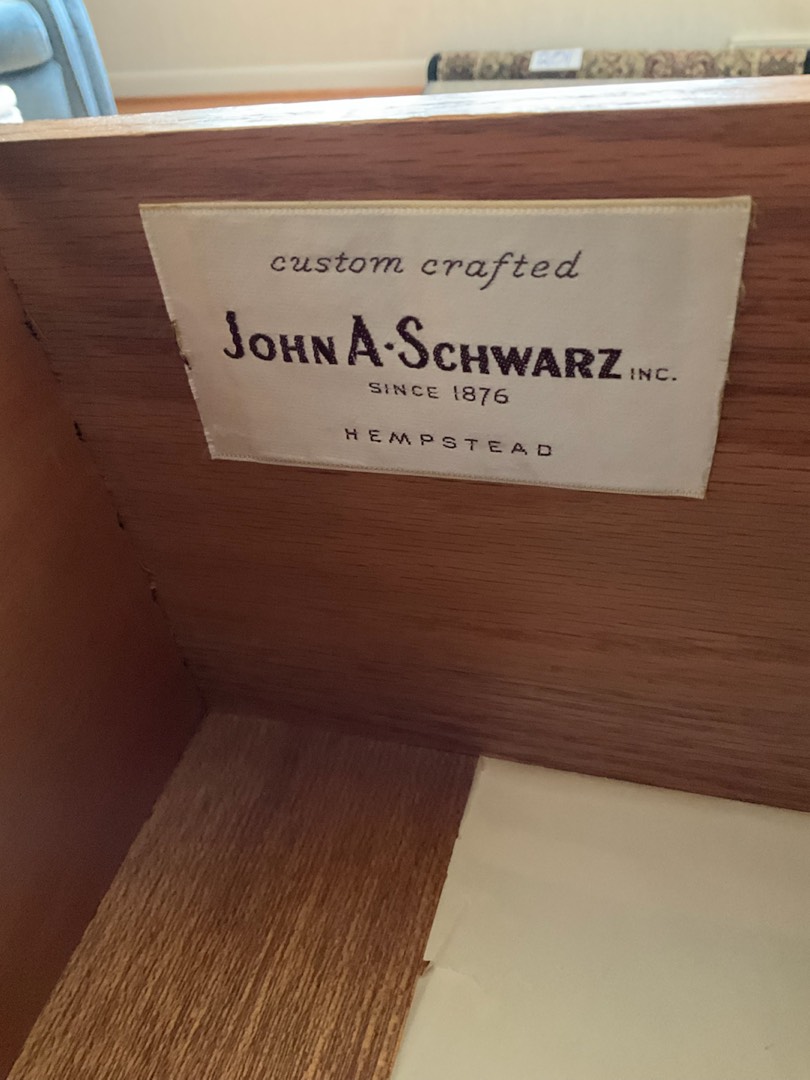 custom crafted
JOHN A·SCHWARZ INC.
SINCE 1876
HEMPSTEAD